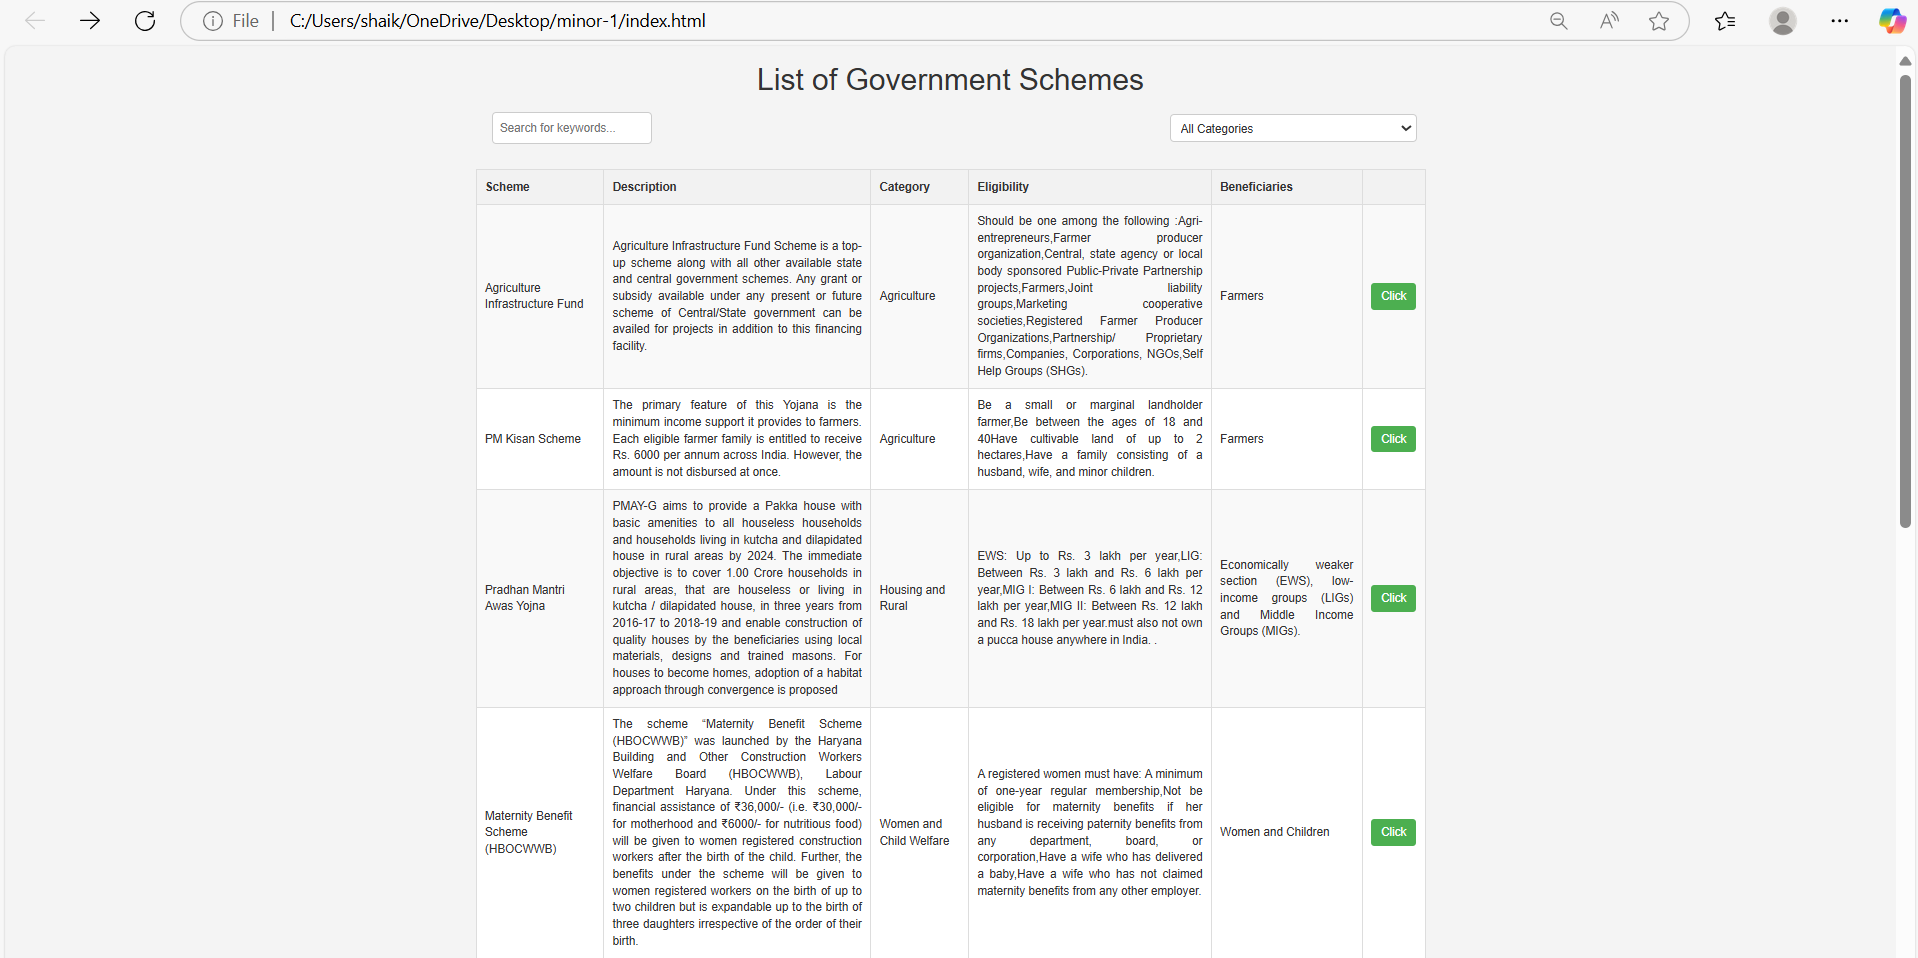 File
C:/Users/shaik/OneDrive/Desktop/minor-1/index.html
List of Government Schemes
Search for keywords...
All Categories
Scheme
Description
Category
Eligibility
Beneficiaries
Agriculture
Infrastructure Fund
Agriculture Infrastructure Fund Scheme is a top-
up scheme along with all other available state
and central government schemes. Any grant or
subsidy available under any present or future
scheme of Central/State government can be
availed for projects in addition to this financing
facility.
Agriculture
Should be one among the following :Agri-
entrepreneurs,Farmer producer
organization,Central, state agency or local
body sponsored Public-Private Partnership
projects,Farmers,Joint liability
groups,Marketing cooperative
societies,Registered Farmer Producer
Organizations,Partnership/ Proprietary
firms,Companies, Corporations, NGOs,Self
Help Groups (SHGs).
Farmers
Click
PM Kisan Scheme
The primary feature of this Yojana is the
minimum income support it provides to farmers.
Each eligible farmer family is entitled to receive
Rs. 6000 per annum across India. However, the
amount is not disbursed at once.
Agriculture
Be a small or marginal landholder
farmer,Be between the ages of 18 and
40Have cultivable land of up to 2
hectares,Have a family consisting of a
husband, wife, and minor children.
Farmers
Click
Pradhan Mantri
Awas Yojna
PMAY-G aims to provide a Pakka house with
basic amenities to all houseless households
and households living in kutcha and dilapidated
house in rural areas by 2024. The immediate
objective is to cover 1.00 Crore households in
rural areas, that are houseless or living in
kutcha / dilapidated house, in three years from
2016-17 to 2018-19 and enable construction of
quality houses by the beneficiaries using local
materials, designs and trained masons. For
houses to become homes, adoption of a habitat
approach through convergence is proposed
Housing and
Rural
EWS: Up to Rs. 3 lakh per year,LIG:
Between Rs. 3 lakh and Rs. 6 lakh per
year,MIG I: Between Rs. 6 lakh and Rs. 12
lakh per year,MIG II: Between Rs. 12 lakh
and Rs. 18 lakh per year.must also not own
a pucca house anywhere in India. .
Economically weaker
section (EWS), low-
income groups (LIGs)
and Middle Income
Groups (MIGs).
Click
Maternity Benefit
Scheme
(HBOCWWB)
The scheme “Maternity Benefit Scheme
(HBOCWWB)” was launched by the Haryana
Building and Other Construction Workers
Welfare Board (HBOCWWB), Labour
Department Haryana. Under this scheme,
financial assistance of ₹36,000/- (i.e. ₹30,000/-
for motherhood and ₹6000/- for nutritious food)
will be given to women registered construction
workers after the birth of the child. Further, the
benefits under the scheme will be given to
women registered workers on the birth of up to
two children but is expandable up to the birth of
three daughters irrespective of the order of their
birth.
Women and
Child Welfare
A registered women must have: A minimum
of one-year regular membership,Not be
eligible for maternity benefits if her
husband is receiving paternity benefits from
any department, board, or
corporation,Have a wife who has delivered
a baby,Have a wife who has not claimed
maternity benefits from any other employer.
Women and Children
Click